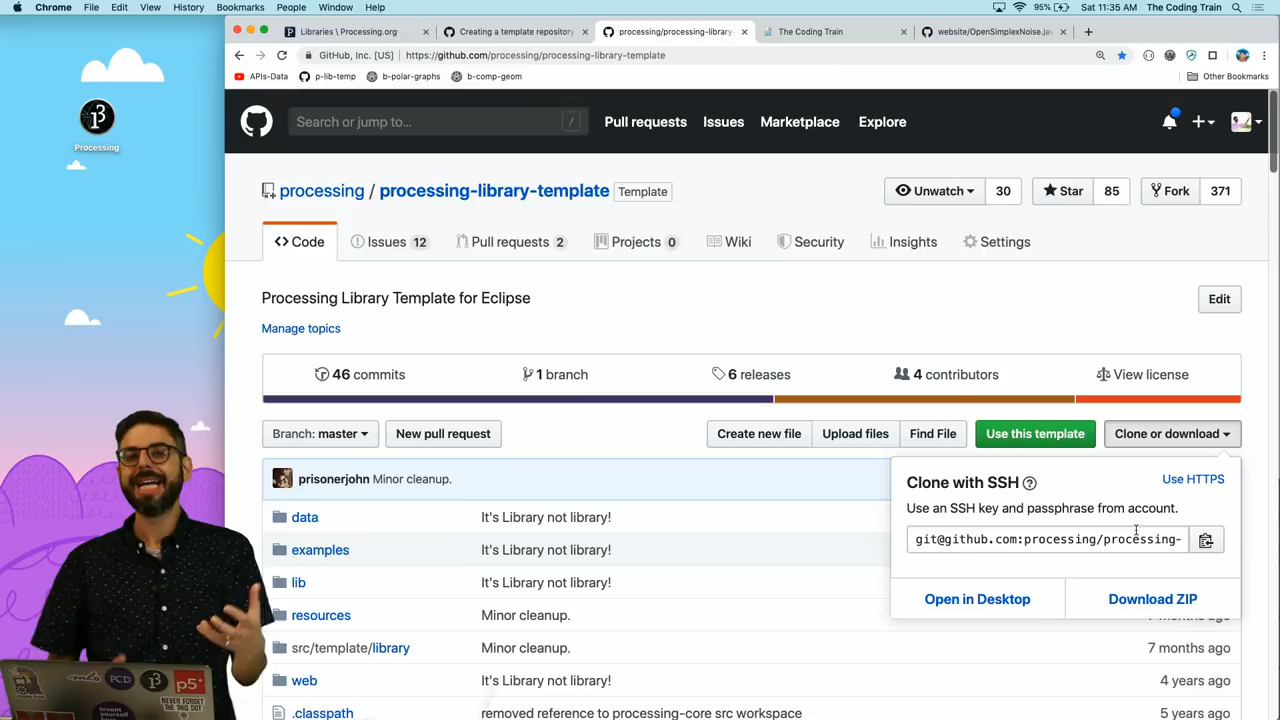 Chrome File Edit View History Bookmarks People Window Help 95% Sat 11:35 AM The Coding Train
Libraries \ Processing.org × Creating a template repository × processing/processing-library- × The Coding Train × website/OpenSimplexNoise.java ×
GitHub, Inc. [US] https://github.com/processing/processing-library-template
APIs-Data p-lib-temp b-polar-graphs b-comp-geom Other Bookmarks
Processing
Search or jump to... / Pull requests Issues Marketplace Explore
processing / processing-library-template Template Unwatch 30 Star 85 Fork 371
Code Issues 12 Pull requests 2 Projects 0 Wiki Security Insights Settings
Processing Library Template for Eclipse Edit
Manage topics
46 commits 1 branch 6 releases 4 contributors View license
Branch: master New pull request Create new file Upload files Find File Use this template Clone or download
prisonerjohn Minor cleanup.
Clone with SSH Use HTTPS
Use an SSH key and passphrase from account.
git@github.com:processing/processing-
Open in Desktop Download ZIP
data It's Library not library!
examples It's Library not library!
lib It's Library not library!
resources Minor cleanup.
src/template/library Minor cleanup. 7 months ago
web It's Library not library! 4 years ago
.classpath removed reference to processing-core src workspace 5 years ago
PCD
p5*
NEVER FORGET
THE THIS DOT